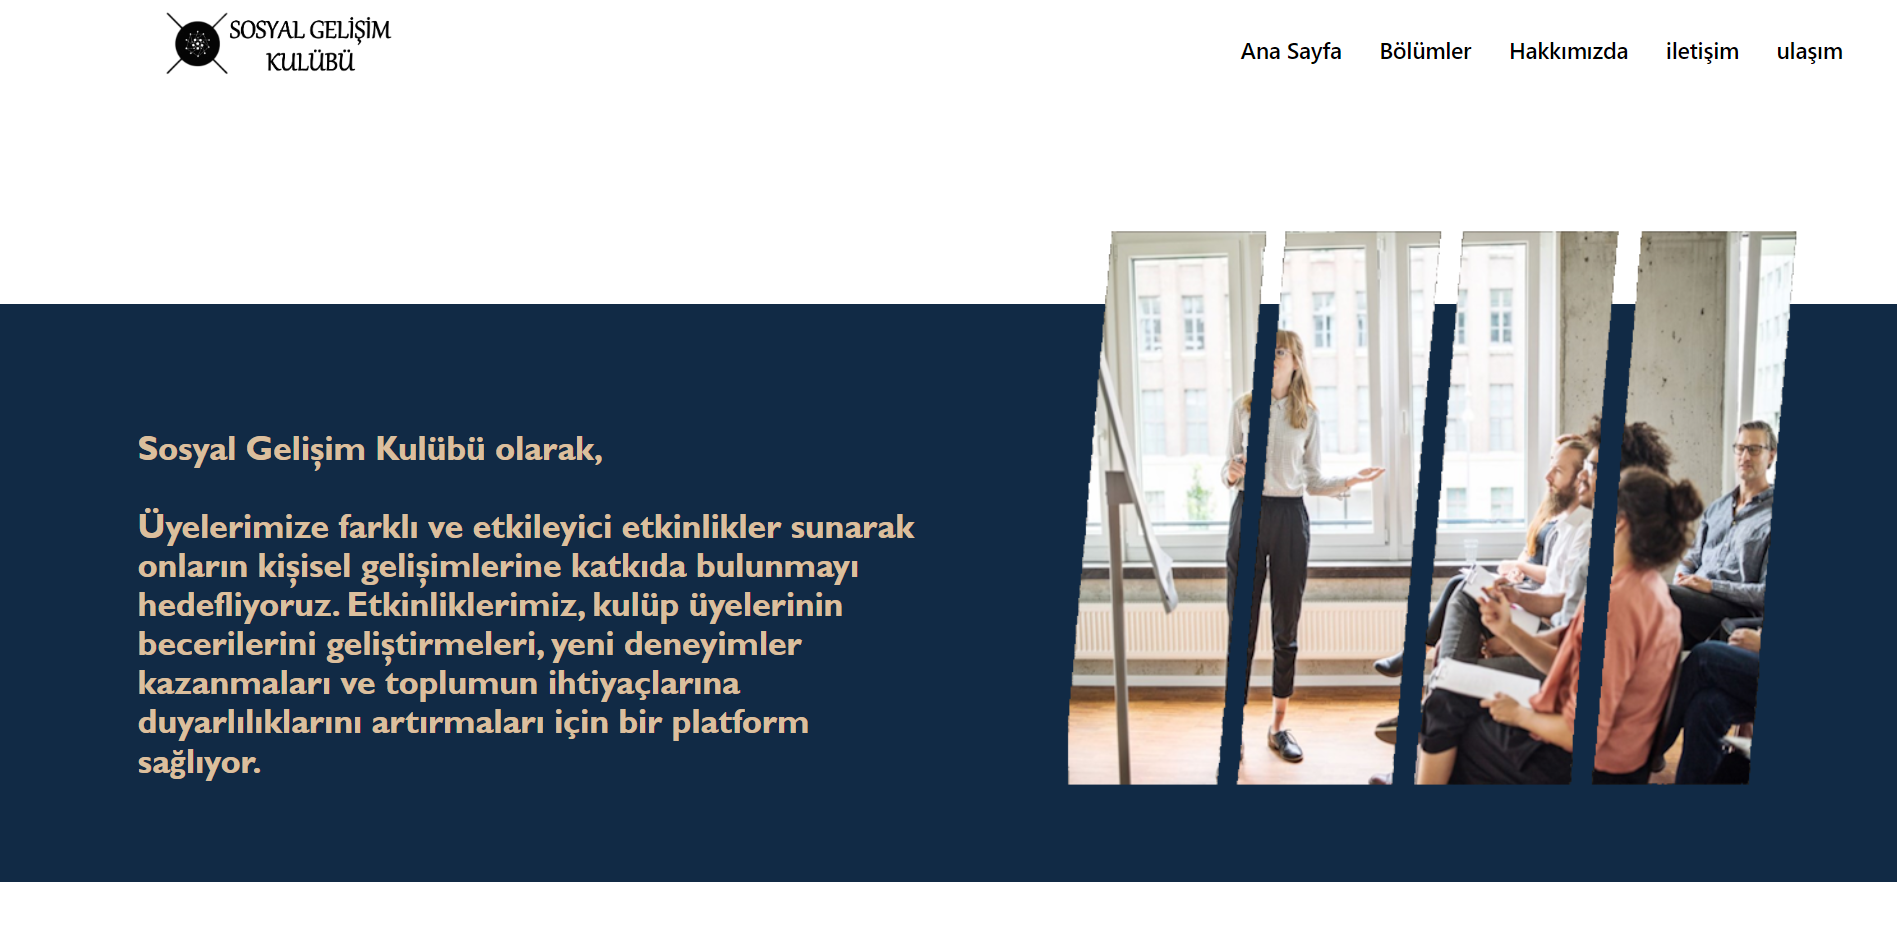 SOSYAL GELİŞİM
KULÜBÜ
Ana Sayfa Bölümler Hakkımızda iletişim ulaşım
Sosyal Gelişim Kulübü olarak,
Üyelerimize farklı ve etkileyici etkinlikler sunarak
onların kişisel gelişimlerine katkıda bulunmayı
hedefliyoruz. Etkinliklerimiz, kulüp üyelerinin
becerilerini geliştirmeleri, yeni deneyimler
kazanmaları ve toplumun ihtiyaçlarına
duyarlılıklarını artırmaları için bir platform
sağlıyor.